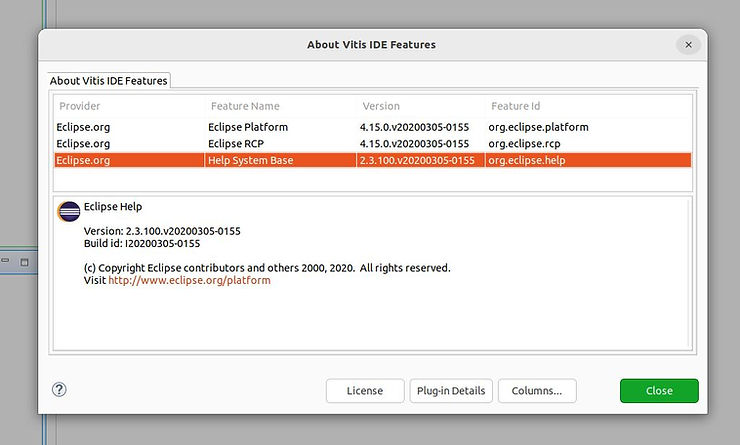 About Vitis IDE Features
About Vitis IDE Features
Provider Feature Name Version Feature Id
Eclipse.org Eclipse Platform 4.15.0.v20200305-0155 org.eclipse.platform
Eclipse.org Eclipse RCP 4.15.0.v20200305-0155 org.eclipse.rcp
Eclipse.org Help System Base 2.3.100.v20200305-0155 org.eclipse.help
Eclipse Help
Version: 2.3.100.v20200305-0155
Build id: I20200305-0155
(c) Copyright Eclipse contributors and others 2000, 2020.  All rights reserved.
Visit http://www.eclipse.org/platform
License Plug-in Details Columns... Close